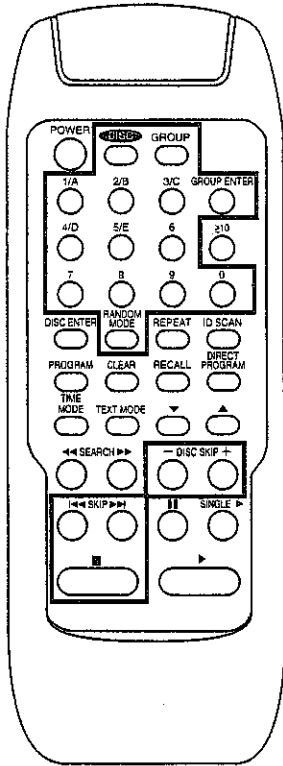 POWER DISC GROUP
1/A 2/B 3/C GROUP ENTER
4/D 5/E 6 ≥10
7 8 9 0
DISC ENTER RANDOM MODE REPEAT ID SCAN
PROGRAM CLEAR RECALL DIRECT PROGRAM
TIME MODE TEXT MODE ▼ ▲
◀◀ SEARCH ▶▶ − DISC SKIP +
|◀◀ SKIP ▶▶| ❚❚ SINGLE ▶
■ ▶